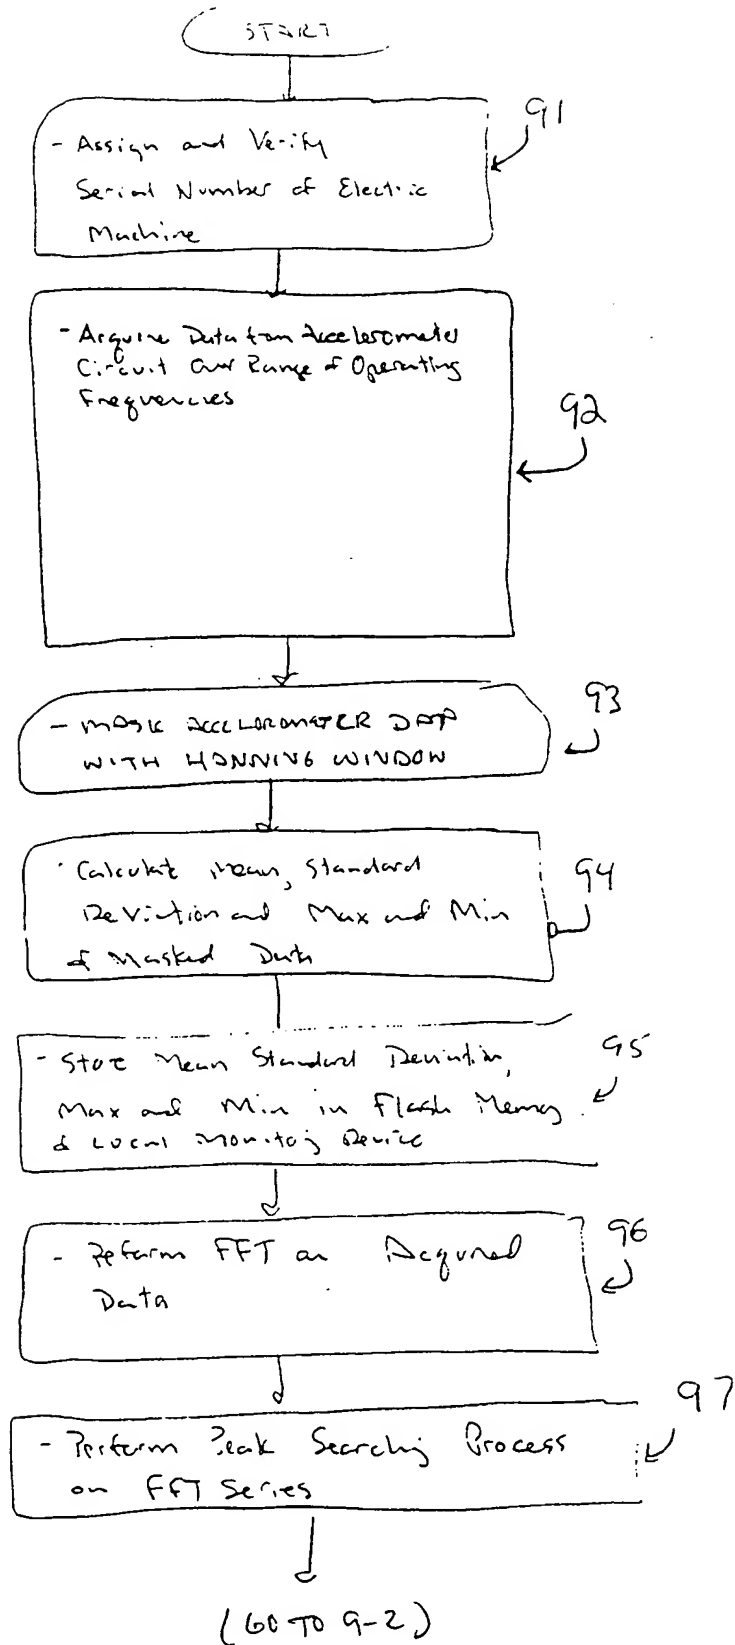 START
91
- Assign and Verify
Serial Number of Electric
Machine
- Acquire Data from Accelerometer
Circuit Over Range of Operating
Frequencies
92
93
- MASK ACCELOROMETER DATA
WITH HANNING WINDOW
- Calculate Mean, Standard
Deviation and Max and Min
of Masked Data
94
95
- Store Mean Standard Deviation,
Max and Min in Flash Memory
of Local Monitoring Device
96
- Perform FFT on Acquired
Data
97
- Perform Peak Searching Process
on FFT Series
(GO TO 9-2)